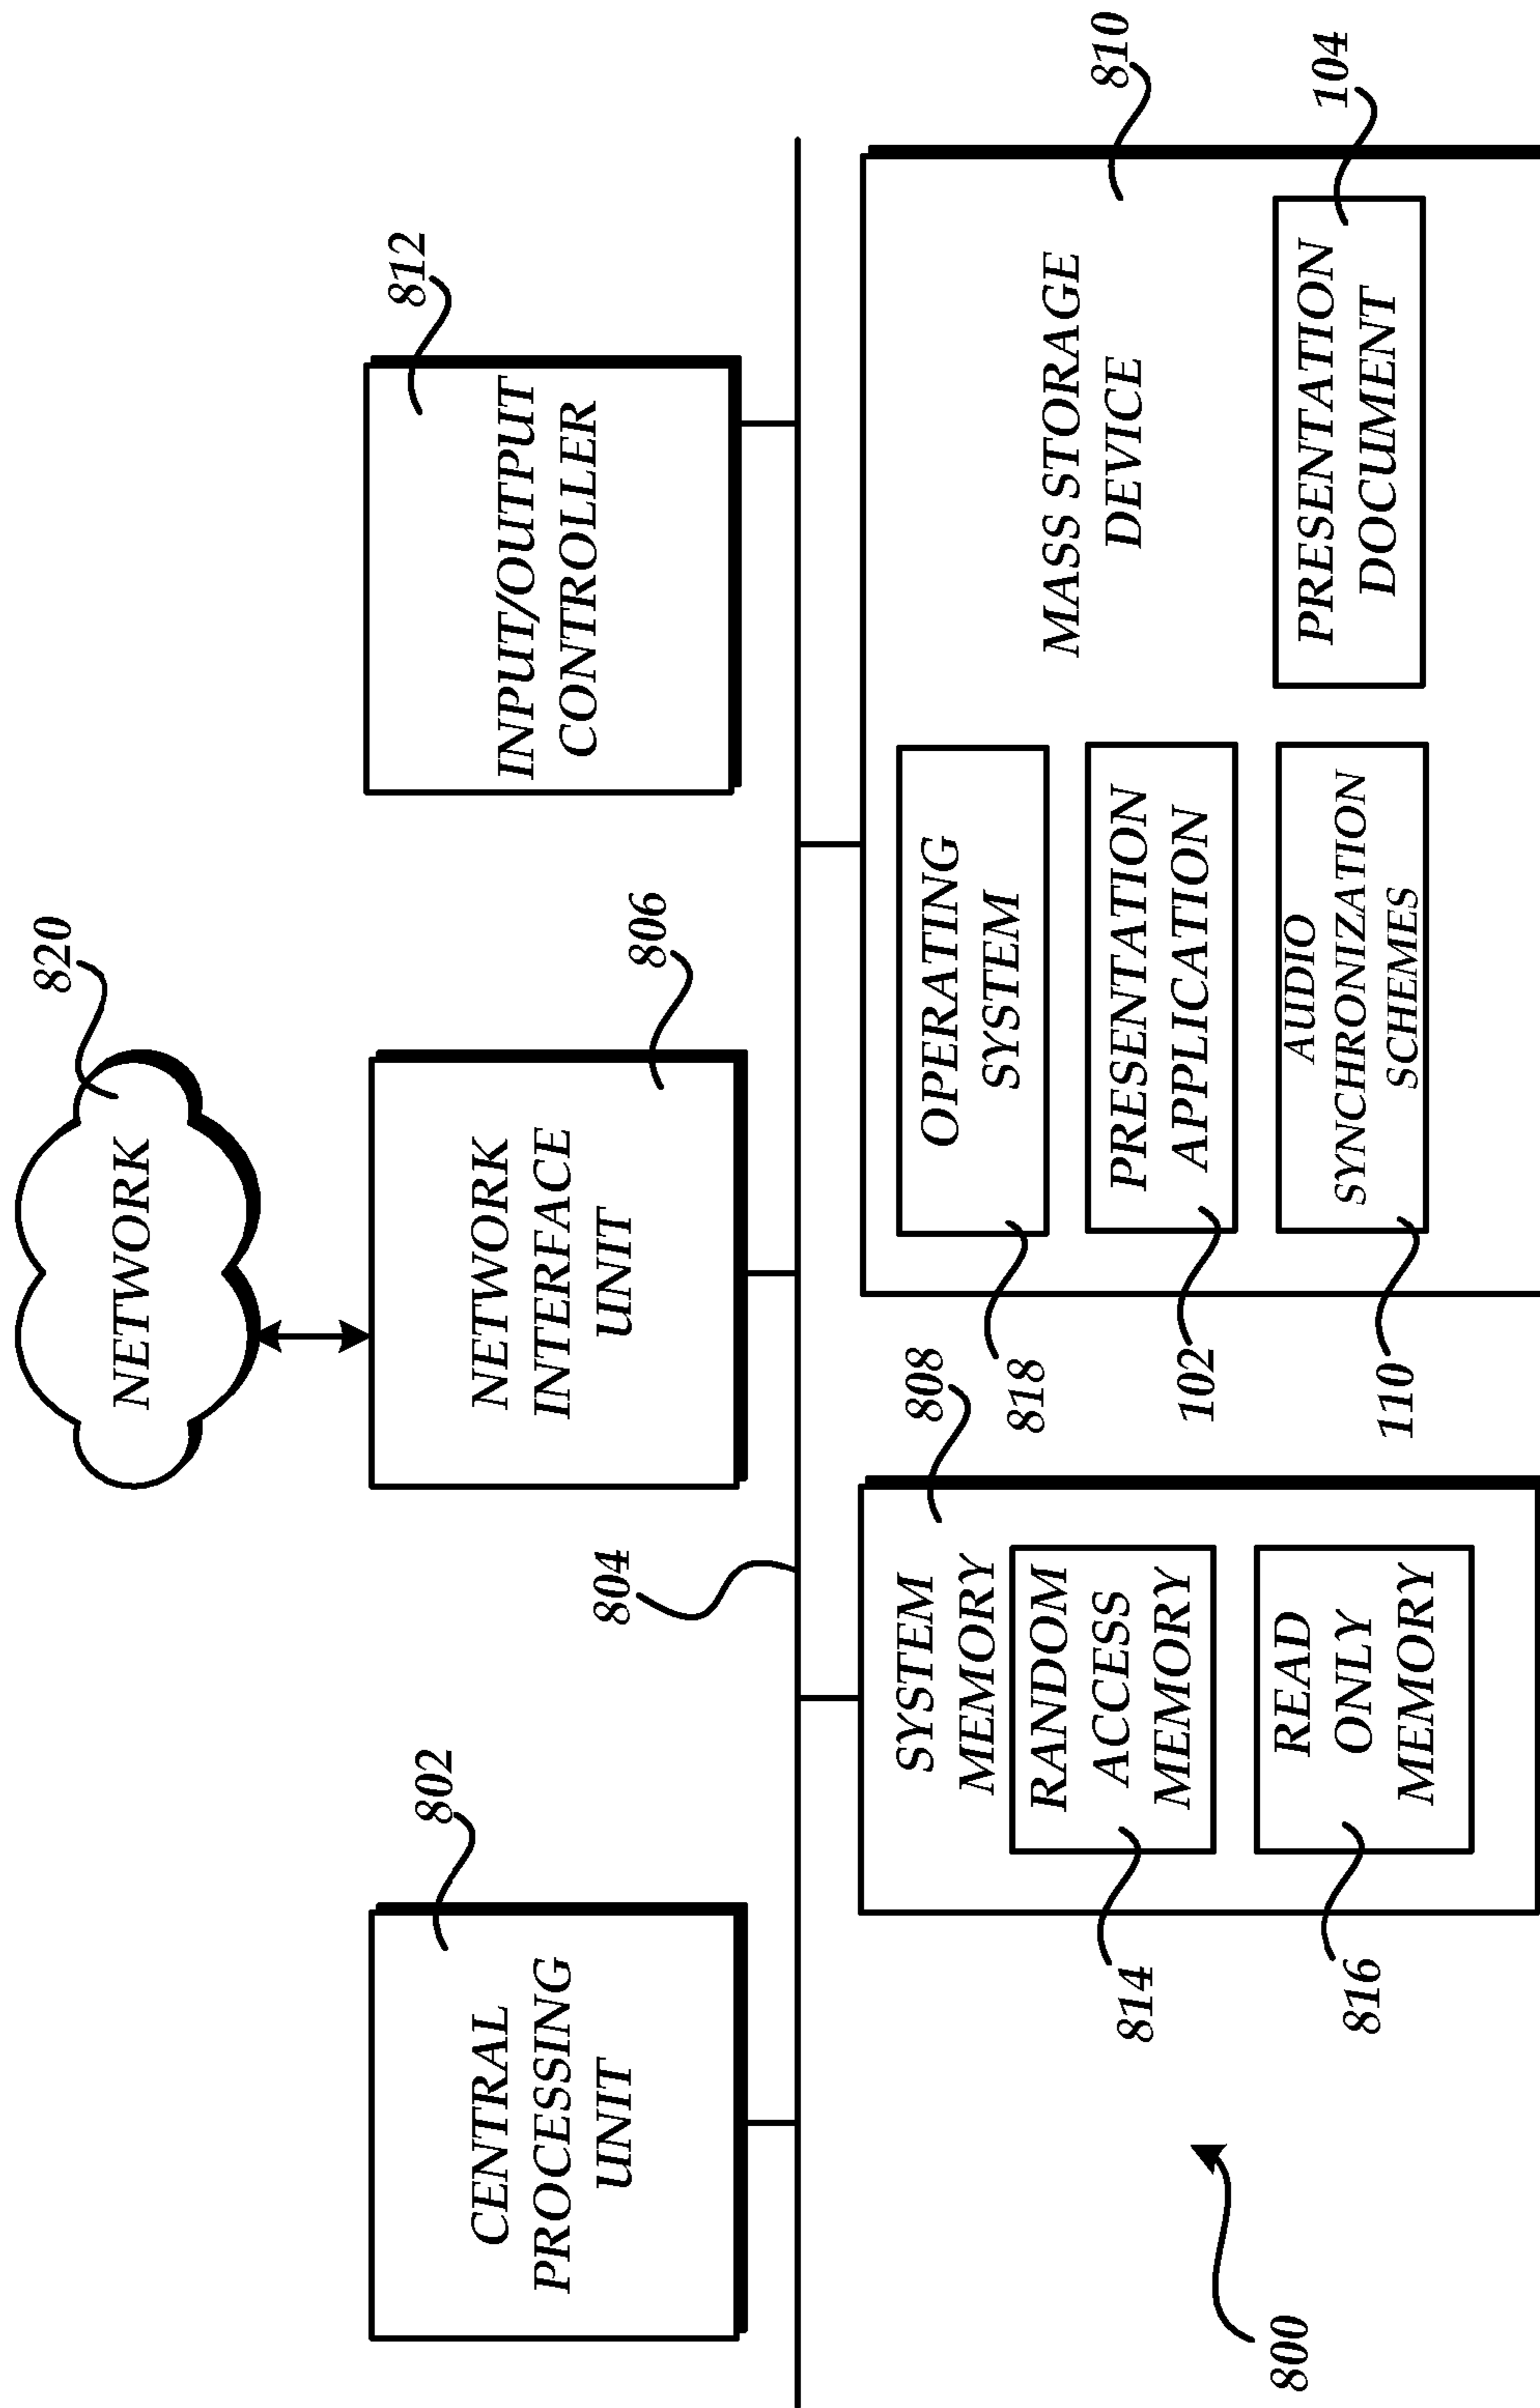 820
NETWORK
802
CENTRAL
PROCESSING
UNIT
806
NETWORK
INTERFACE
UNIT
812
INPUT/OUTPUT
CONTROLLER
804
808
SYSTEM
MEMORY
RANDOM
ACCESS
MEMORY
814
READ
ONLY
MEMORY
816
810
MASS STORAGE
DEVICE
OPERATING
SYSTEM
818
PRESENTATION
APPLICATION
102
AUDIO
SYNCHRONIZATION
SCHEMES
110
PRESENTATION
DOCUMENT
104
800